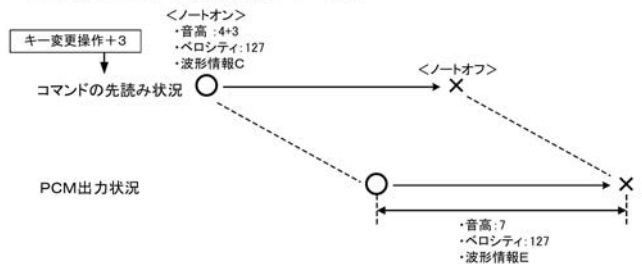 <ノートオン>
・音高:4+3
・ベロシティ:127
・波形情報C
キー変更操作+3
<ノートオフ>
コマンドの先読み状況
PCM出力状況
・音高:7
・ベロシティ:127
・波形情報E